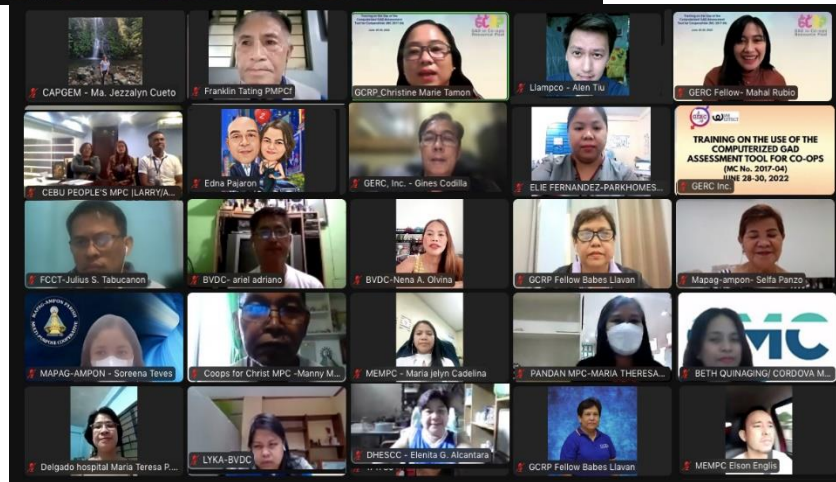 CAPGEM - Ma. Jezzalyn Cueto
Franklin Tating PMPCf
GCRP_Christine Marie Tamon
Llampco - Alen Tiu
GERC Fellow- Mahal Rubio
CEBU PEOPLE'S MPC |LARRY/A...
Edna Pajaron
GERC, Inc. - Gines Codilla
ELIE FERNANDEZ-PARKHOMES...
TRAINING ON THE USE OF THE
COMPUTERIZED GAD
ASSESSMENT TOOL FOR CO-OPS
(MC No. 2017-04)
JUNE 28-30, 2022
GERC Inc.
FCCT-Julius S. Tabucanon
BVDC- ariel adriano
BVDC-Nena A. Olvina
GCRP Fellow Babes Llavan
Mapag-ampon- Selfa Panzo
MAPAG-AMPON - Soreena Teves
Coops for Christ MPC -Manny M...
MEMPC - Maria jelyn Cadelina
PANDAN MPC-MARIA THERESA...
MC
BETH QUINAGING/ CORDOVA M...
Delgado hospital Maria Teresa P....
LYKA-BVDC
DHESCC - Elenita G. Alcantara
GCRP Fellow Babes Llavan
MEMPC Elson Englis